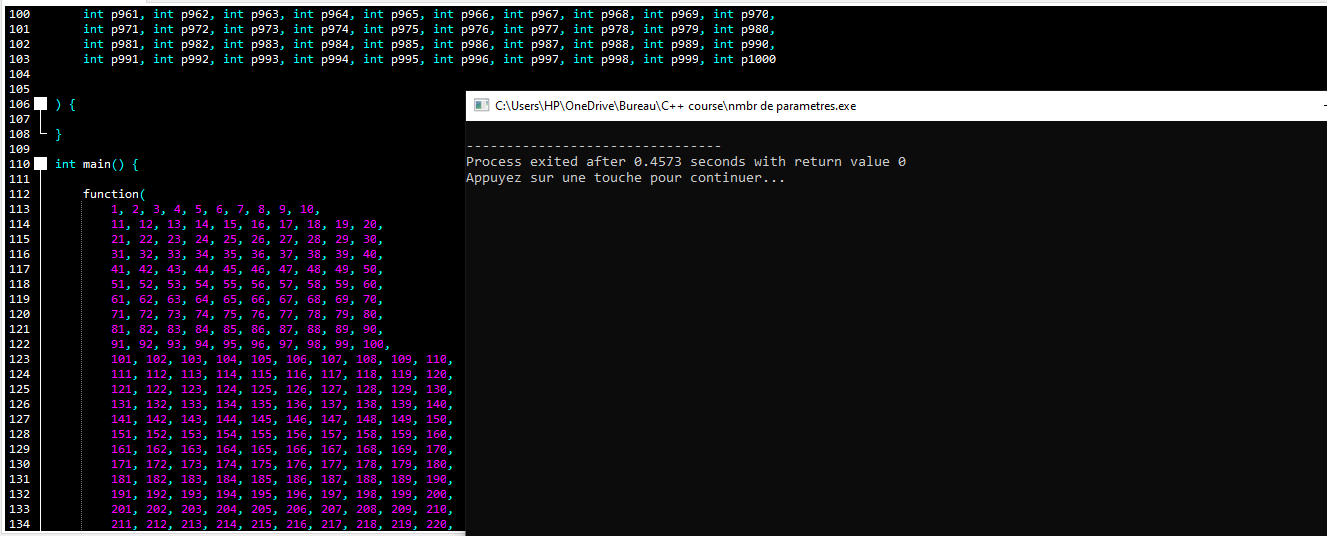 100 int p961, int p962, int p963, int p964, int p965, int p966, int p967, int p968, int p969, int p970,
101 int p971, int p972, int p973, int p974, int p975, int p976, int p977, int p978, int p979, int p980,
102 int p981, int p982, int p983, int p984, int p985, int p986, int p987, int p988, int p989, int p990,
103 int p991, int p992, int p993, int p994, int p995, int p996, int p997, int p998, int p999, int p1000
104
105
106 ) {
107
108 }
109
110 int main() {
111
112 function(
113 1, 2, 3, 4, 5, 6, 7, 8, 9, 10,
114 11, 12, 13, 14, 15, 16, 17, 18, 19, 20,
115 21, 22, 23, 24, 25, 26, 27, 28, 29, 30,
116 31, 32, 33, 34, 35, 36, 37, 38, 39, 40,
117 41, 42, 43, 44, 45, 46, 47, 48, 49, 50,
118 51, 52, 53, 54, 55, 56, 57, 58, 59, 60,
119 61, 62, 63, 64, 65, 66, 67, 68, 69, 70,
120 71, 72, 73, 74, 75, 76, 77, 78, 79, 80,
121 81, 82, 83, 84, 85, 86, 87, 88, 89, 90,
122 91, 92, 93, 94, 95, 96, 97, 98, 99, 100,
123 101, 102, 103, 104, 105, 106, 107, 108, 109, 110,
124 111, 112, 113, 114, 115, 116, 117, 118, 119, 120,
125 121, 122, 123, 124, 125, 126, 127, 128, 129, 130,
126 131, 132, 133, 134, 135, 136, 137, 138, 139, 140,
127 141, 142, 143, 144, 145, 146, 147, 148, 149, 150,
128 151, 152, 153, 154, 155, 156, 157, 158, 159, 160,
129 161, 162, 163, 164, 165, 166, 167, 168, 169, 170,
130 171, 172, 173, 174, 175, 176, 177, 178, 179, 180,
131 181, 182, 183, 184, 185, 186, 187, 188, 189, 190,
132 191, 192, 193, 194, 195, 196, 197, 198, 199, 200,
133 201, 202, 203, 204, 205, 206, 207, 208, 209, 210,
134 211, 212, 213, 214, 215, 216, 217, 218, 219, 220,
C:\Users\HP\OneDrive\Bureau\C++ course\nmbr de parametres.exe
--------------------------------
Process exited after 0.4573 seconds with return value 0
Appuyez sur une touche pour continuer...